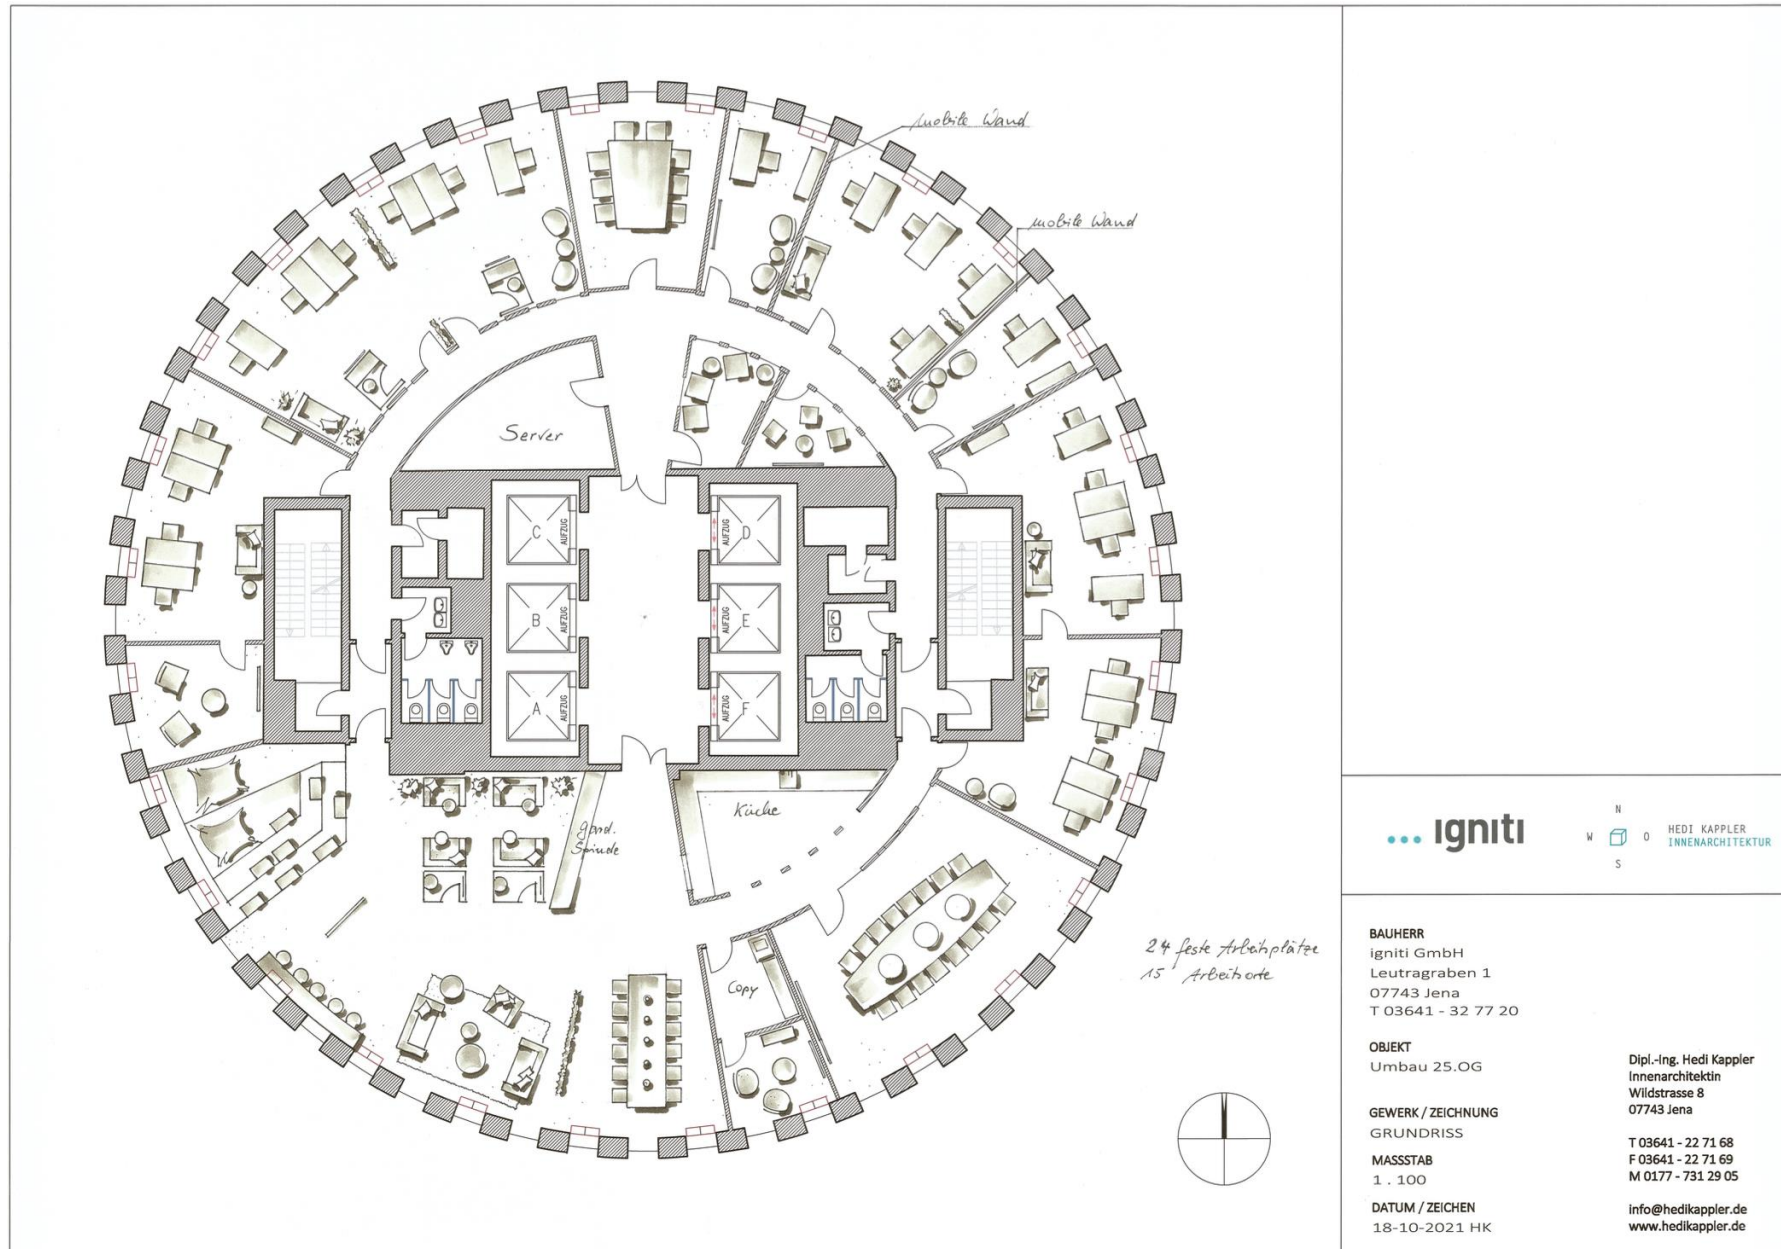 mobile Wand
mobile Wand
Server
C
AUFZUG
B
AUFZUG
A
AUFZUG
AUFZUG
D
AUFZUG
E
AUFZUG
F
Küche
gard.
Spinde
Copy
24 feste Arbeitsplätze
15 Arbeitsorte
... igniti
N
W
O
S
HEDI KAPPLER
INNENARCHITEKTUR
BAUHERR
igniti GmbH
Leutragraben 1
07743 Jena
T 03641 - 32 77 20
OBJEKT
Umbau 25.OG
GEWERK / ZEICHNUNG
GRUNDRISS
MASSSTAB
1 . 100
DATUM / ZEICHEN
18-10-2021 HK
Dipl.-Ing. Hedi Kappler
Innenarchitektin
Wildstrasse 8
07743 Jena
T 03641 - 22 71 68
F 03641 - 22 71 69
M 0177 - 731 29 05
info@hedikappler.de
www.hedikappler.de